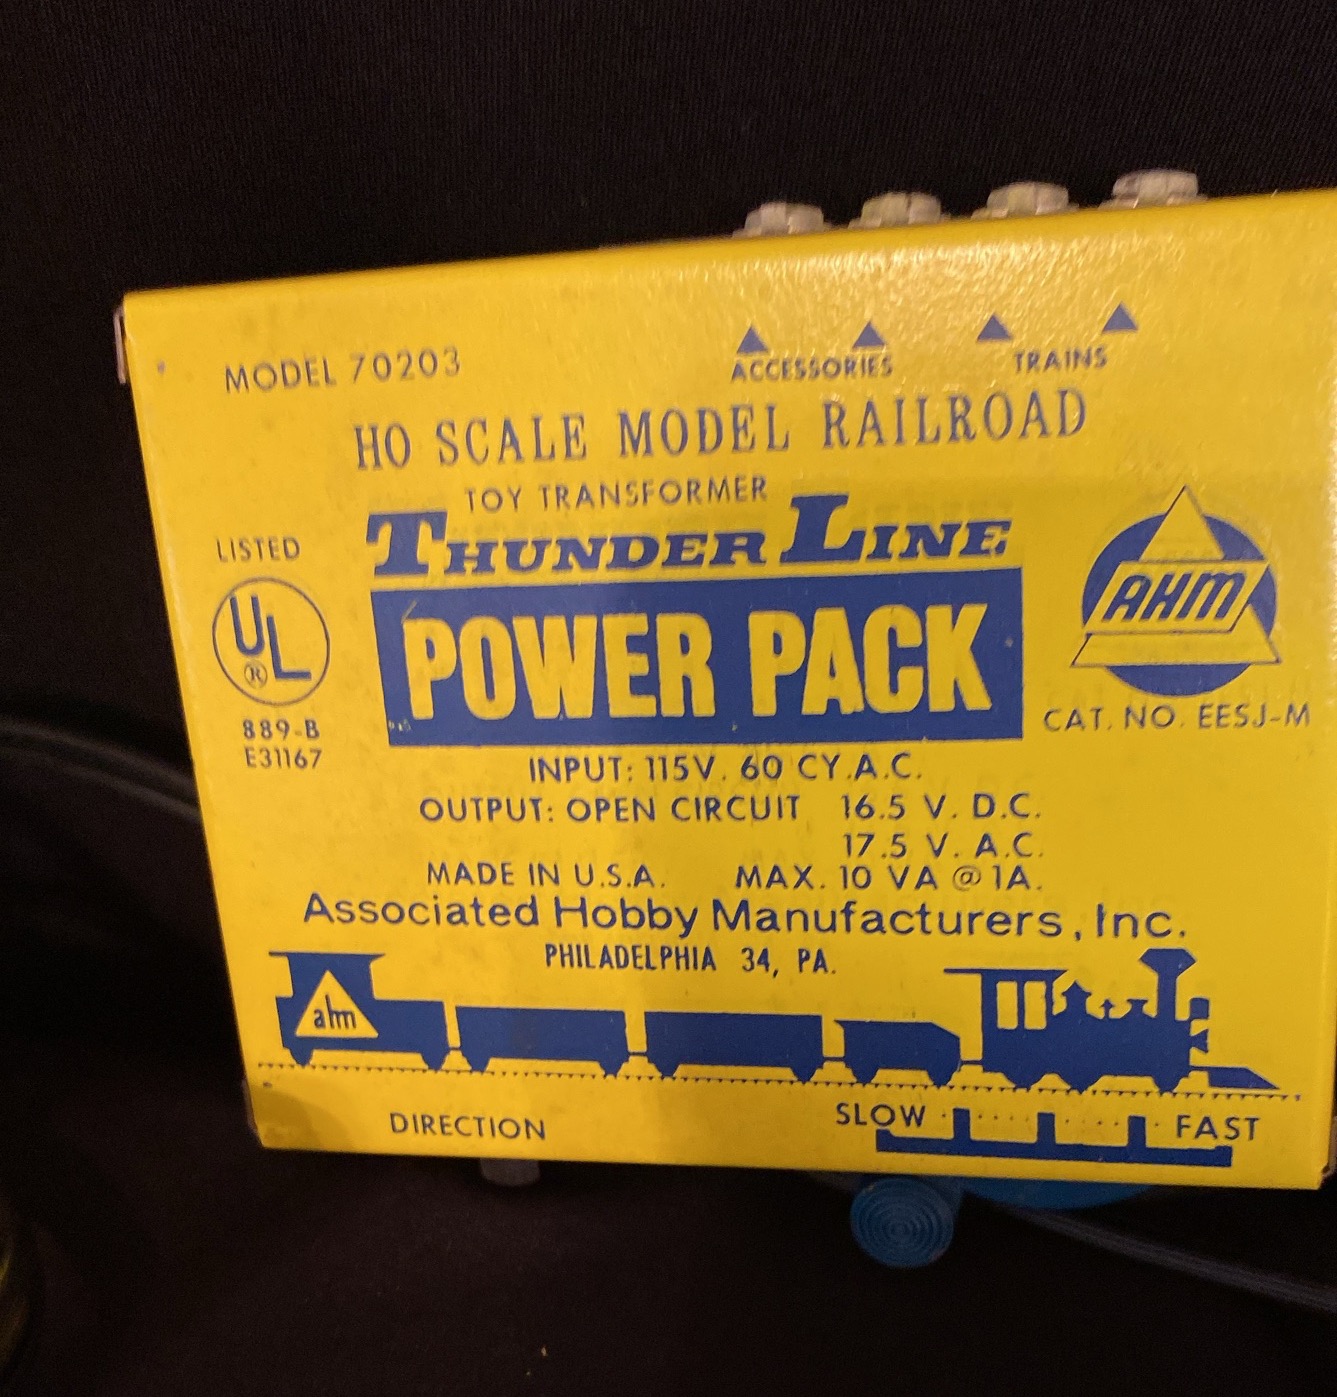 MODEL 70203
ACCESSORIES TRAINS
HO SCALE MODEL RAILROAD
TOY TRANSFORMER
THUNDER LINE
LISTED
UL
®
889-B
E31167
POWER PACK
AHM
CAT. NO. EESJ-M
INPUT: 115V. 60 CY.A.C.
OUTPUT: OPEN CIRCUIT 16.5 V. D.C.
17.5 V. A.C.
MADE IN U.S.A. MAX. 10 VA @ 1A.
Associated Hobby Manufacturers, Inc.
PHILADELPHIA 34, PA.
ahm
DIRECTION
SLOW FAST